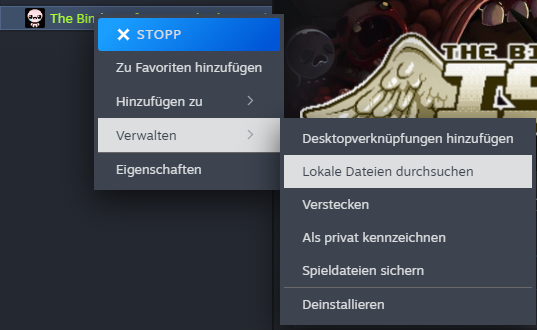 The Bin
STOPP
Zu Favoriten hinzufügen
Hinzufügen zu
Verwalten
Eigenschaften
THE BI
Desktopverknüpfungen hinzufügen
Lokale Dateien durchsuchen
Verstecken
Als privat kennzeichnen
Spieldateien sichern
Deinstallieren